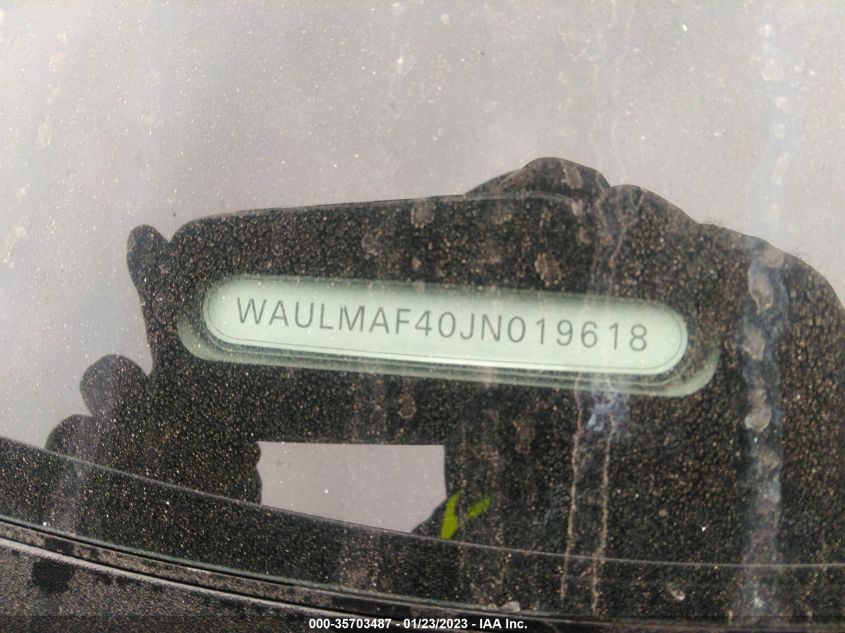 WAULMAF40JN019618
000-35703487 - 01/23/2023 - IAA Inc.